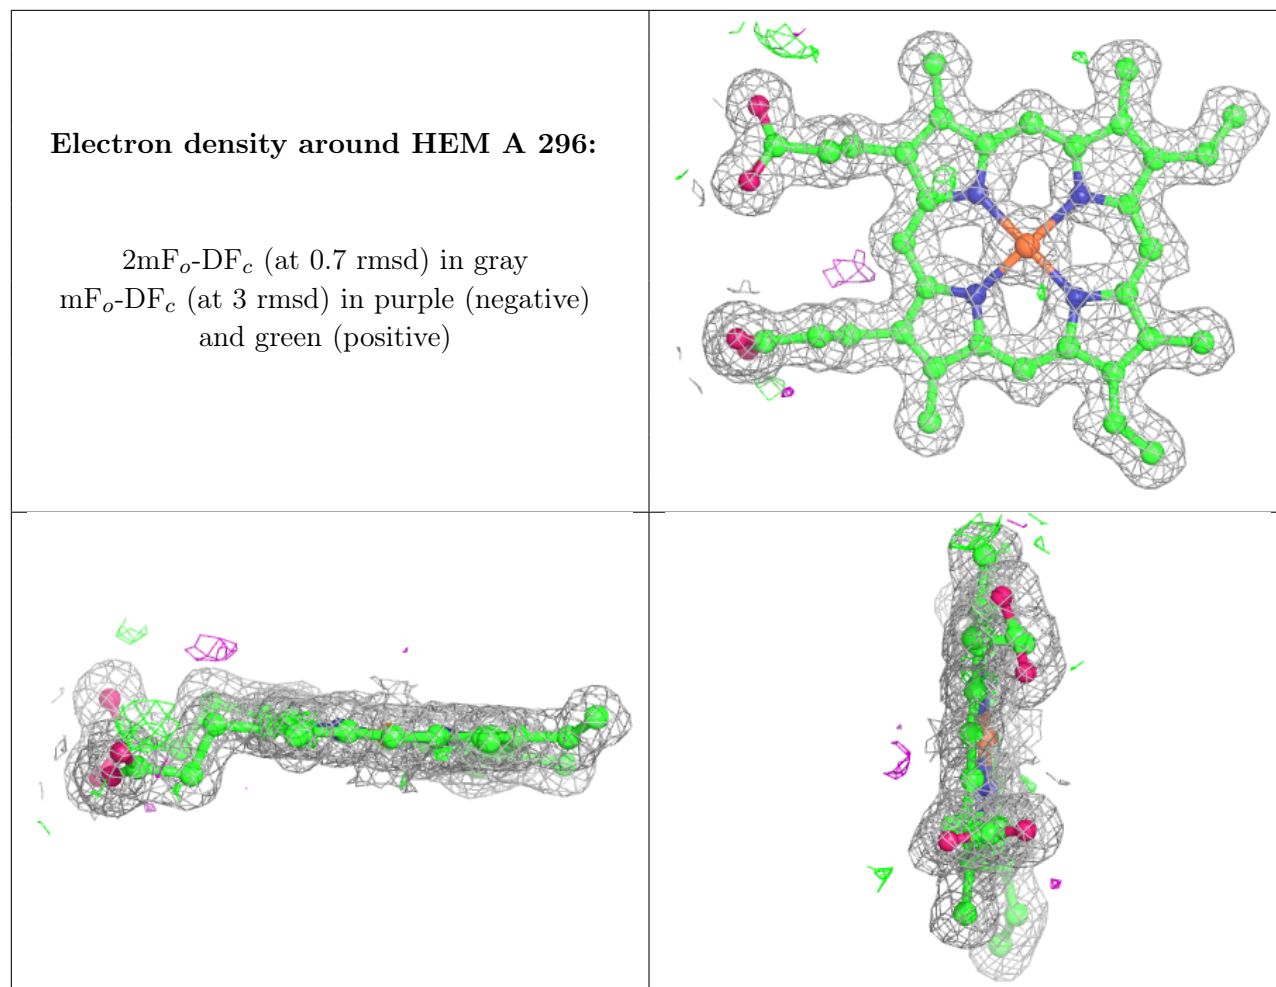 Electron density around HEM A 296:
2mFo-DFc (at 0.7 rmsd) in gray
mFo-DFc (at 3 rmsd) in purple (negative)
and green (positive)